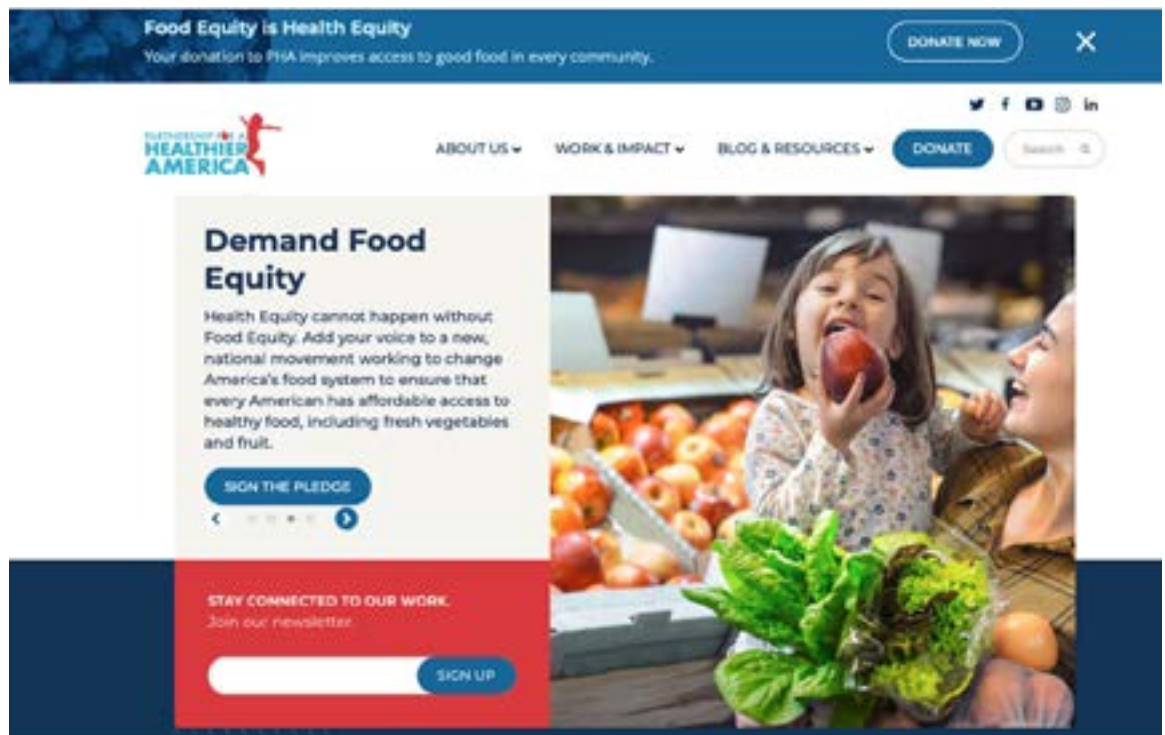 Food Equity is Health Equity
Your donation to PHA improves access to good food in every community.
DONATE NOW
PARTNERSHIP FOR A
HEALTHIER
AMERICA
ABOUT US
WORK & IMPACT
BLOG & RESOURCES
DONATE
Search
Demand Food
Equity
Health Equity cannot happen without
Food Equity. Add your voice to a new,
national movement working to change
America's food system to ensure that
every American has affordable access to
healthy food, including fresh vegetables
and fruit.
SIGN THE PLEDGE
STAY CONNECTED TO OUR WORK.
Join our newsletter
SIGN UP